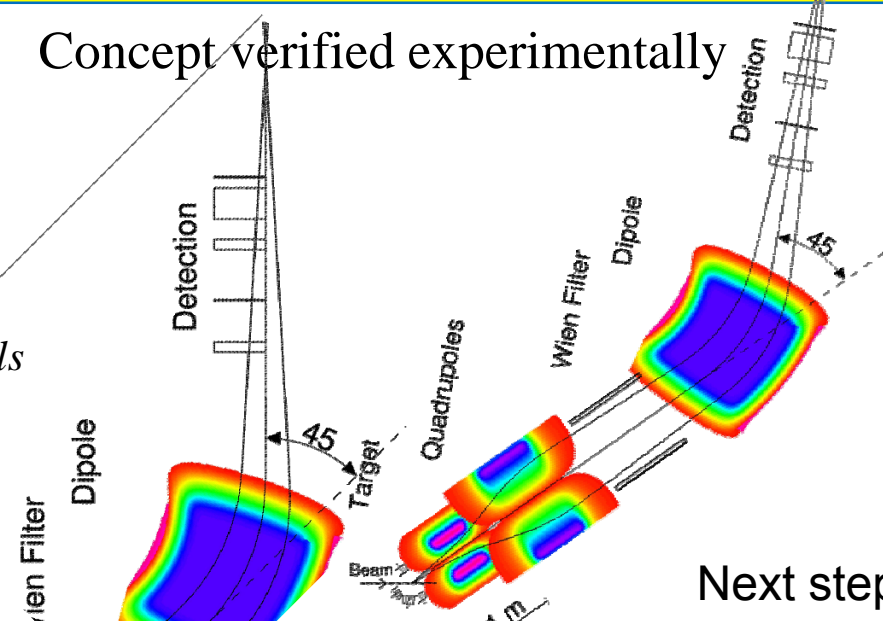 Concept verified experimentally
Detection
45
Dipole
ls
Detection
Dipole
Wien Filter
Quadrupoles
45
Target
Beam
1 m
ien Filter
Next step